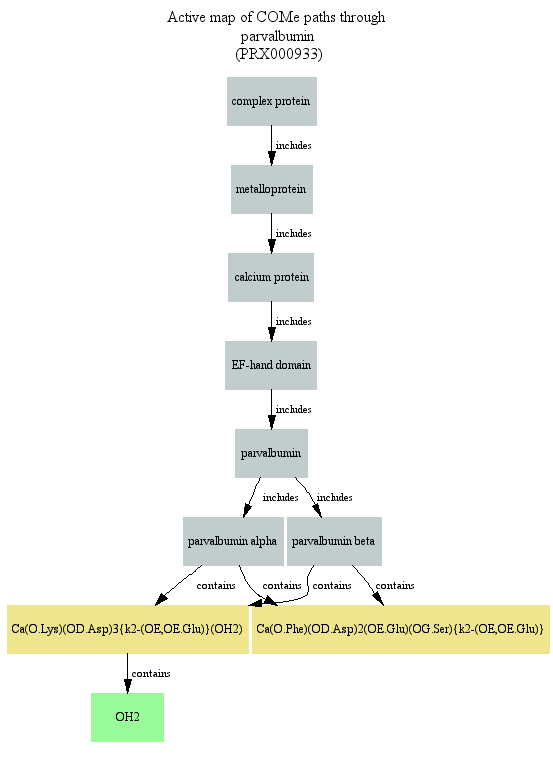 Active map of COMe paths through
parvalbumin
(PRX000933)
complex protein
includes
metalloprotein
includes
calcium protein
includes
EF-hand domain
includes
parvalbumin
includes includes
parvalbumin alpha parvalbumin beta
contains contains contains contains
Ca(O.Lys)(OD.Asp)3{k2-(OE,OE.Glu)}(OH2) Ca(O.Phe)(OD.Asp)2(OE.Glu)(OG.Ser){k2-(OE,OE.Glu)}
contains
OH2